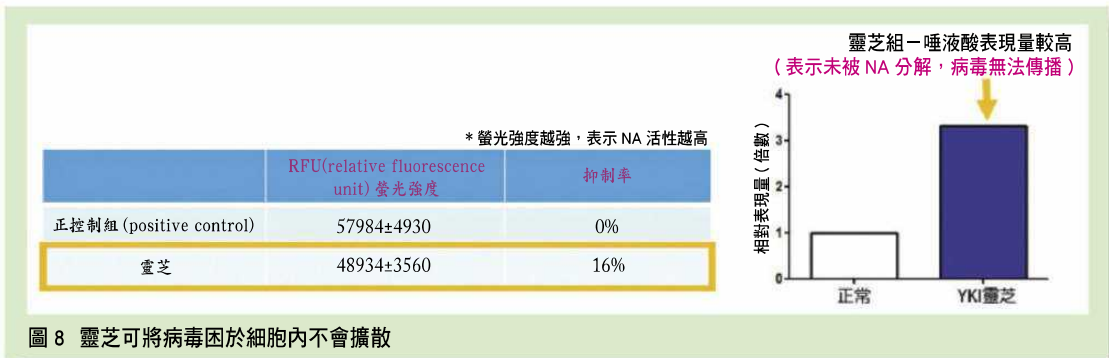 靈芝組－唾液酸表現量較高
（表示未被 NA 分解，病毒無法傳播）
*螢光強度越強，表示 NA 活性越高
RFU(relative fluorescence
unit) 螢光強度
抑制率
正控制組 (positive control)
57984±4930
0%
靈芝
48934±3560
16%
相對表現量（倍數）
4
3
2
1
0
正常
YKI靈芝
圖 8 靈芝可將病毒困於細胞內不會擴散